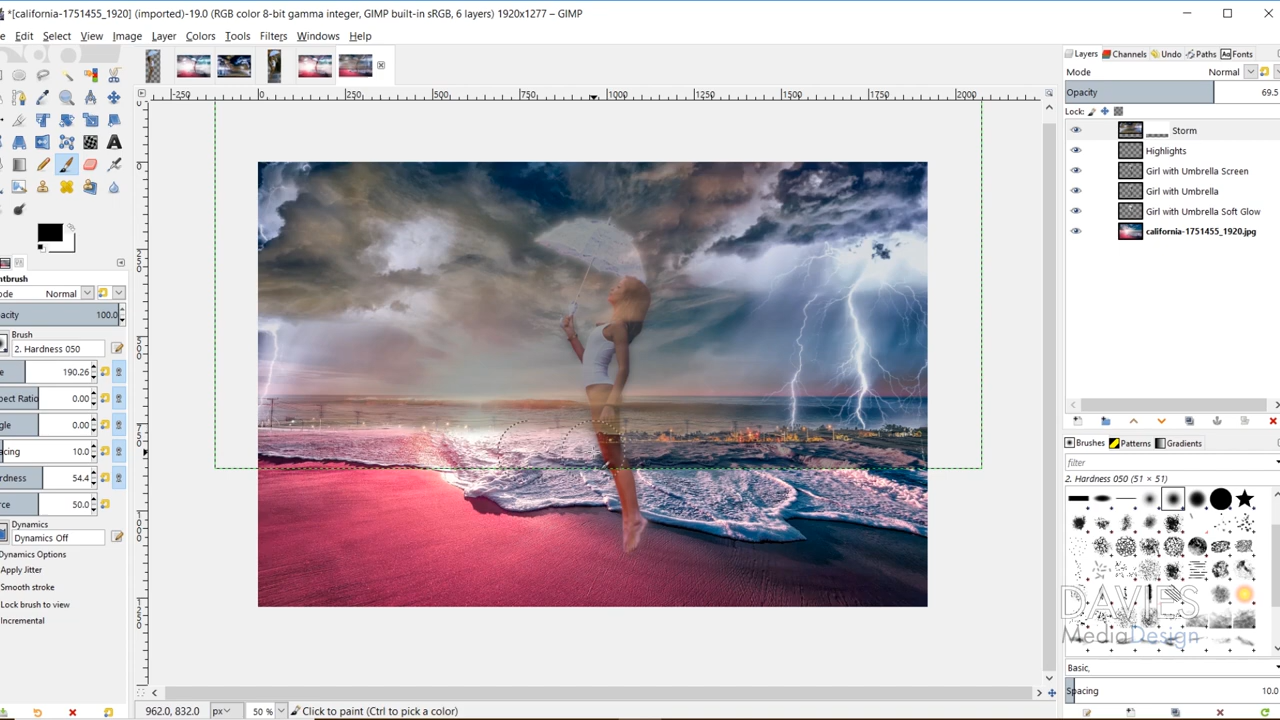 *[california-1751455_1920] (imported)-19.0 (RGB color 8-bit gamma integer, GIMP built-in sRGB, 6 layers) 1920x1277 – GIMP
e Edit Select View Image Layer Colors Tools Filters Windows Help
Layers Channels Undo Paths Fonts
Mode Normal
Opacity 69.5
Lock:
Storm
Highlights
Girl with Umbrella Screen
Girl with Umbrella
Girl with Umbrella Soft Glow
california-1751455_1920.jpg
-250 0 250 500 750 1000 1250 1500 1750 2000
0
250
500
750
1000
1250
ntbrush
ode Normal
acity 100.0
Brush
2. Hardness 050
e 190.26
pect Ratio 0.00
gle 0.00
acing 10.0
rdness 54.4
rce 50.0
Dynamics
Dynamics Off
Dynamics Options
Apply Jitter
Smooth stroke
Lock brush to view
Incremental
Brushes Patterns Gradients
filter
2. Hardness 050 (51 × 51)
DAVIES
MediaDesign
Basic,
Spacing 10.0
962.0, 832.0 px 50 % Click to paint (Ctrl to pick a color)